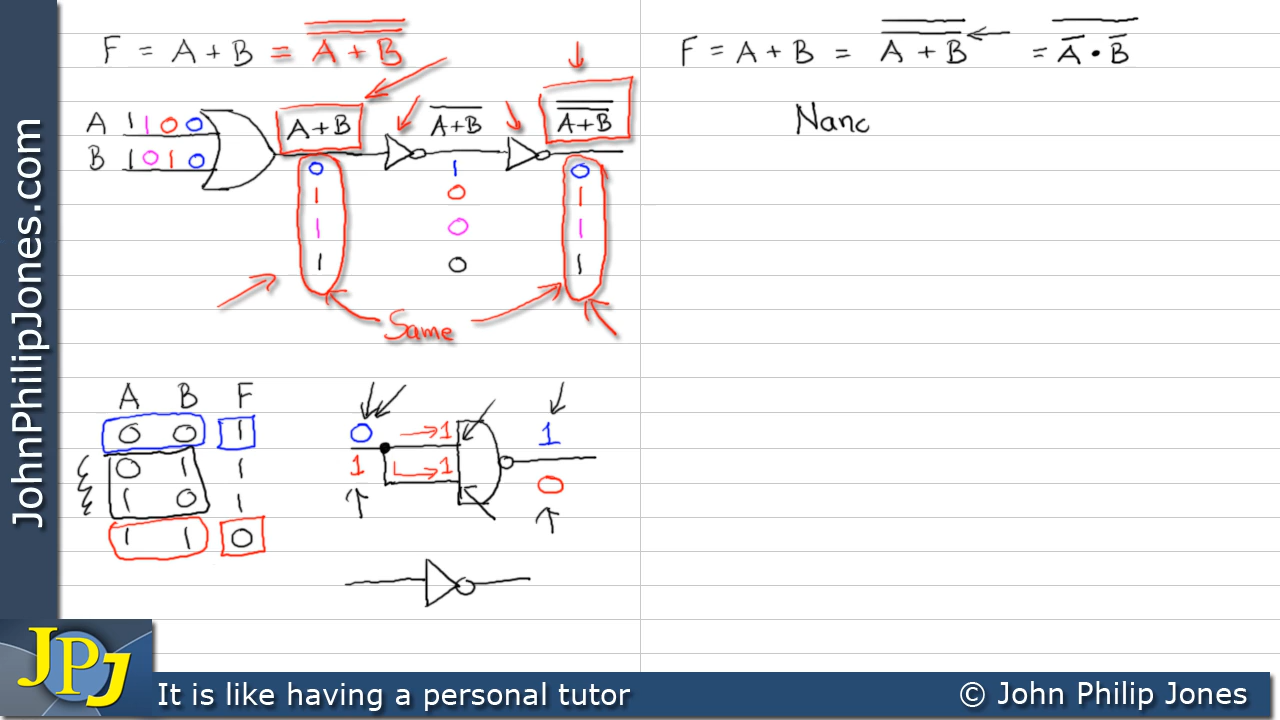 F = A + B = A̿ ̿+̿ ̿B̿
A 1 1 0 0
B 1 0 1 0
A+B
A̅+̅B̅
A̿+̿B̿
0 1 0
1 0 1
1 0 1
1 0 1
Same
A B F
0 0 1
0 1 1
1 0 1
1 1 0
0 →1 1
1 →1 0
F = A + B = A̿ ̿+̿ ̿B̿ ← = \overline{A̅ • B̅}
Nand
JohnPhilipJones.com
JPJ
It is like having a personal tutor
© John Philip Jones